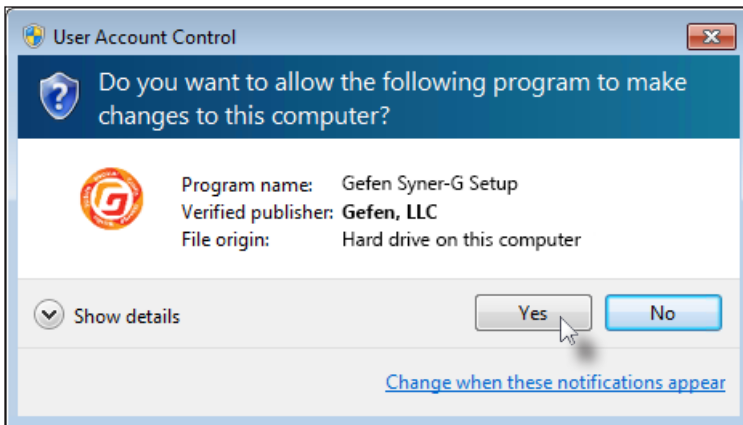 User Account Control
Do you want to allow the following program to make
changes to this computer?
Program name: Gefen Syner-G Setup
Verified publisher: Gefen, LLC
File origin: Hard drive on this computer
Show details
Yes
No
Change when these notifications appear